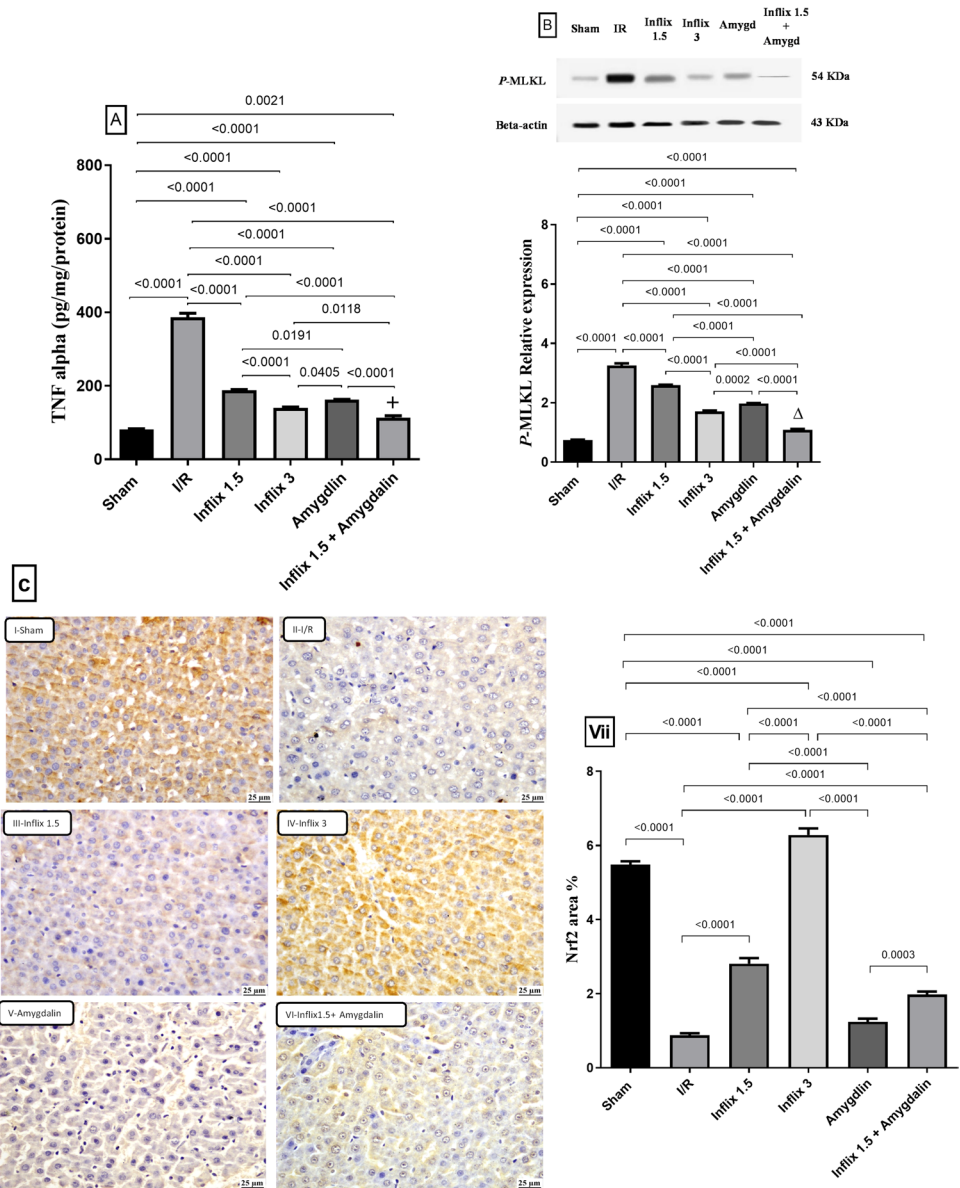 A
0.0021
<0.0001
<0.0001
<0.0001
<0.0001
<0.0001
<0.0001
<0.0001
<0.0001
<0.0001
0.0118
0.0191
<0.0001
0.0405
<0.0001
+
TNF alpha (pg/mg/protein)
800
600
400
200
0
Sham
I/R
Inflix 1.5
Inflix 3
Amygdlin
Inflix 1.5 + Amygdalin
B
Sham
IR
Inflix
1.5
Inflix
3
Amygd
Inflix 1.5
+
Amygd
P-MLKL
54 KDa
Beta-actin
43 KDa
<0.0001
<0.0001
<0.0001
<0.0001
<0.0001
<0.0001
<0.0001
<0.0001
<0.0001
<0.0001
<0.0001
<0.0001
<0.0001
0.0002
<0.0001
Δ
P-MLKL Relative expression
8
6
4
2
0
Sham
I/R
Inflix 1.5
Inflix 3
Amygdlin
Inflix 1.5 + Amygdalin
C
I-Sham
25 µm
II-I/R
25 µm
III-Inflix 1.5
25 µm
IV-Inflix 3
25 µm
V-Amygdalin
25 µm
VI-Inflix1.5+ Amygdalin
25 µm
Vii
<0.0001
<0.0001
<0.0001
<0.0001
<0.0001
<0.0001
<0.0001
<0.0001
<0.0001
<0.0001
<0.0001
<0.0001
<0.0001
0.0003
Nrf2 area %
8
6
4
2
0
Sham
I/R
Inflix 1.5
Inflix 3
Amygdlin
Inflix 1.5 + Amygdalin